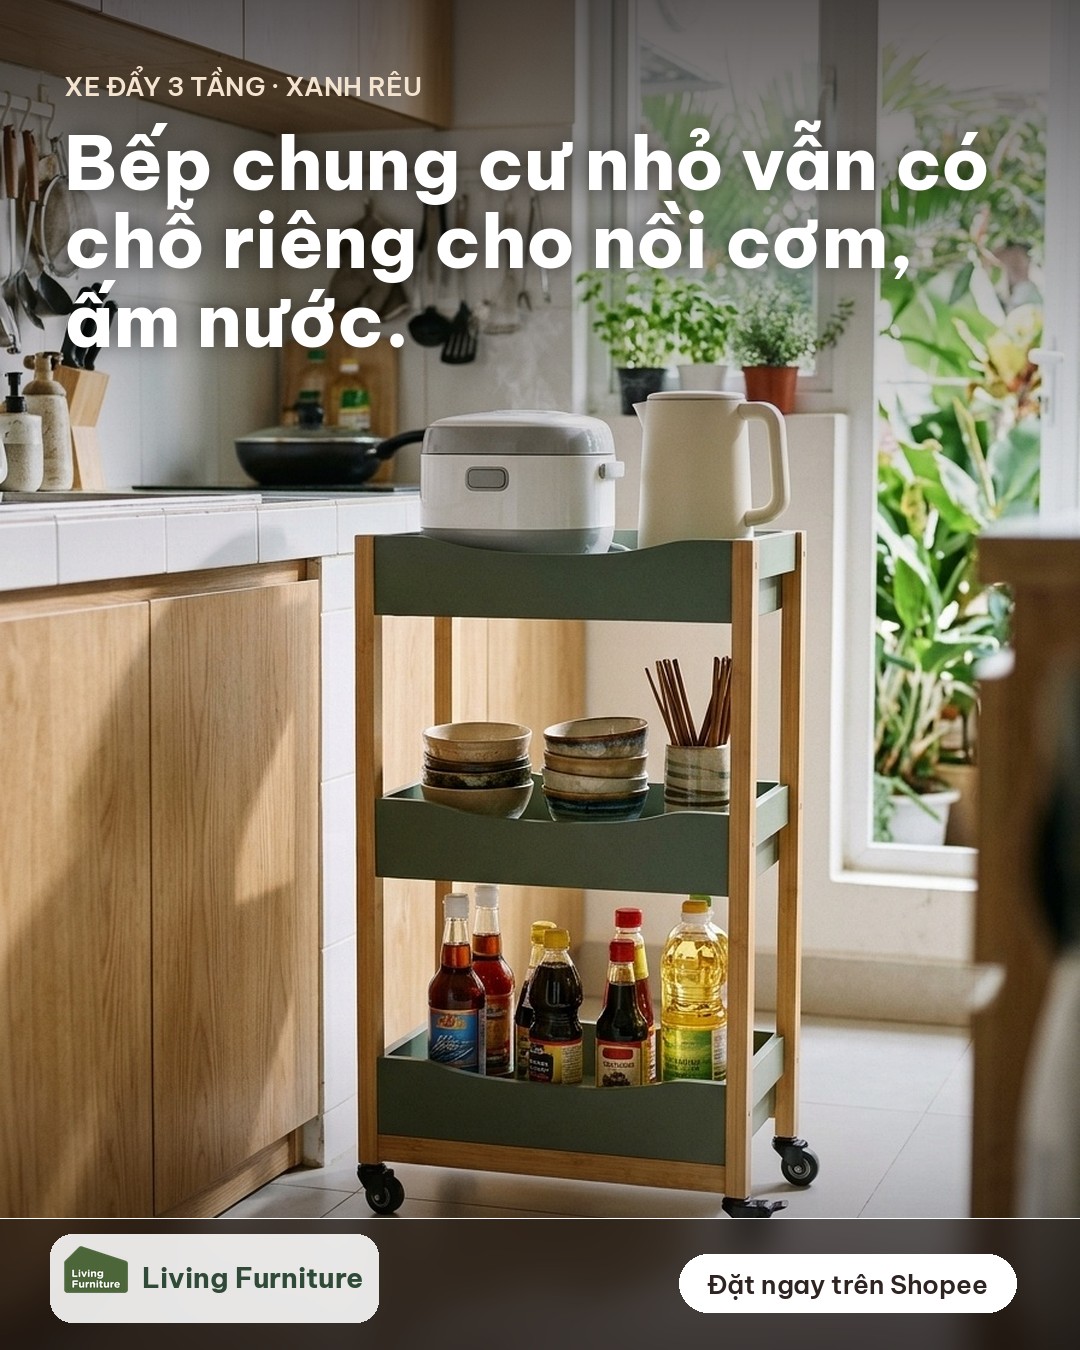 XE ĐẨY 3 TẦNG · XANH RÊU
Bếp chung cư nhỏ vẫn có
chỗ riêng cho nồi cơm,
ấm nước.
Living
Furniture
Living Furniture
Đặt ngay trên Shopee